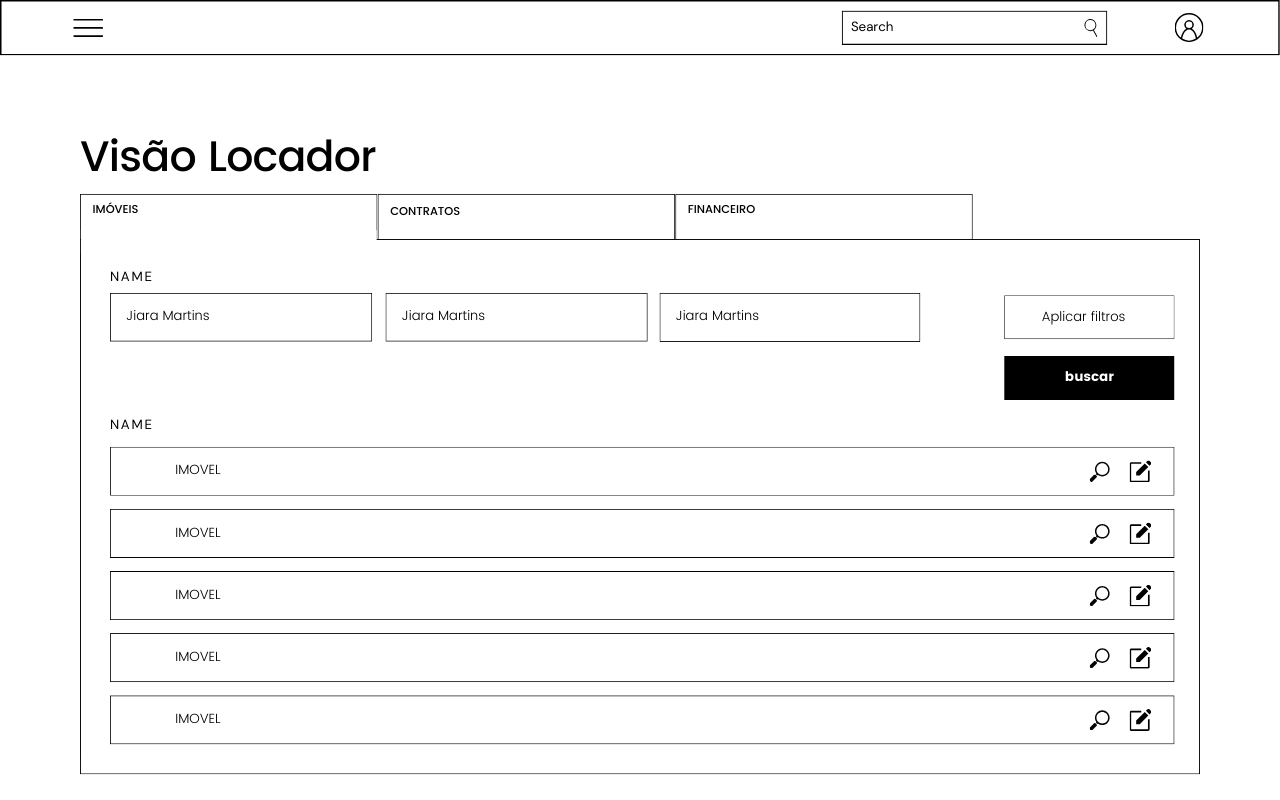 Search
Visão Locador
IMÓVEIS
CONTRATOS
FINANCEIRO
NAME
Jiara Martins
Jiara Martins
Jiara Martins
Aplicar filtros
buscar
NAME
IMOVEL
IMOVEL
IMOVEL
IMOVEL
IMOVEL